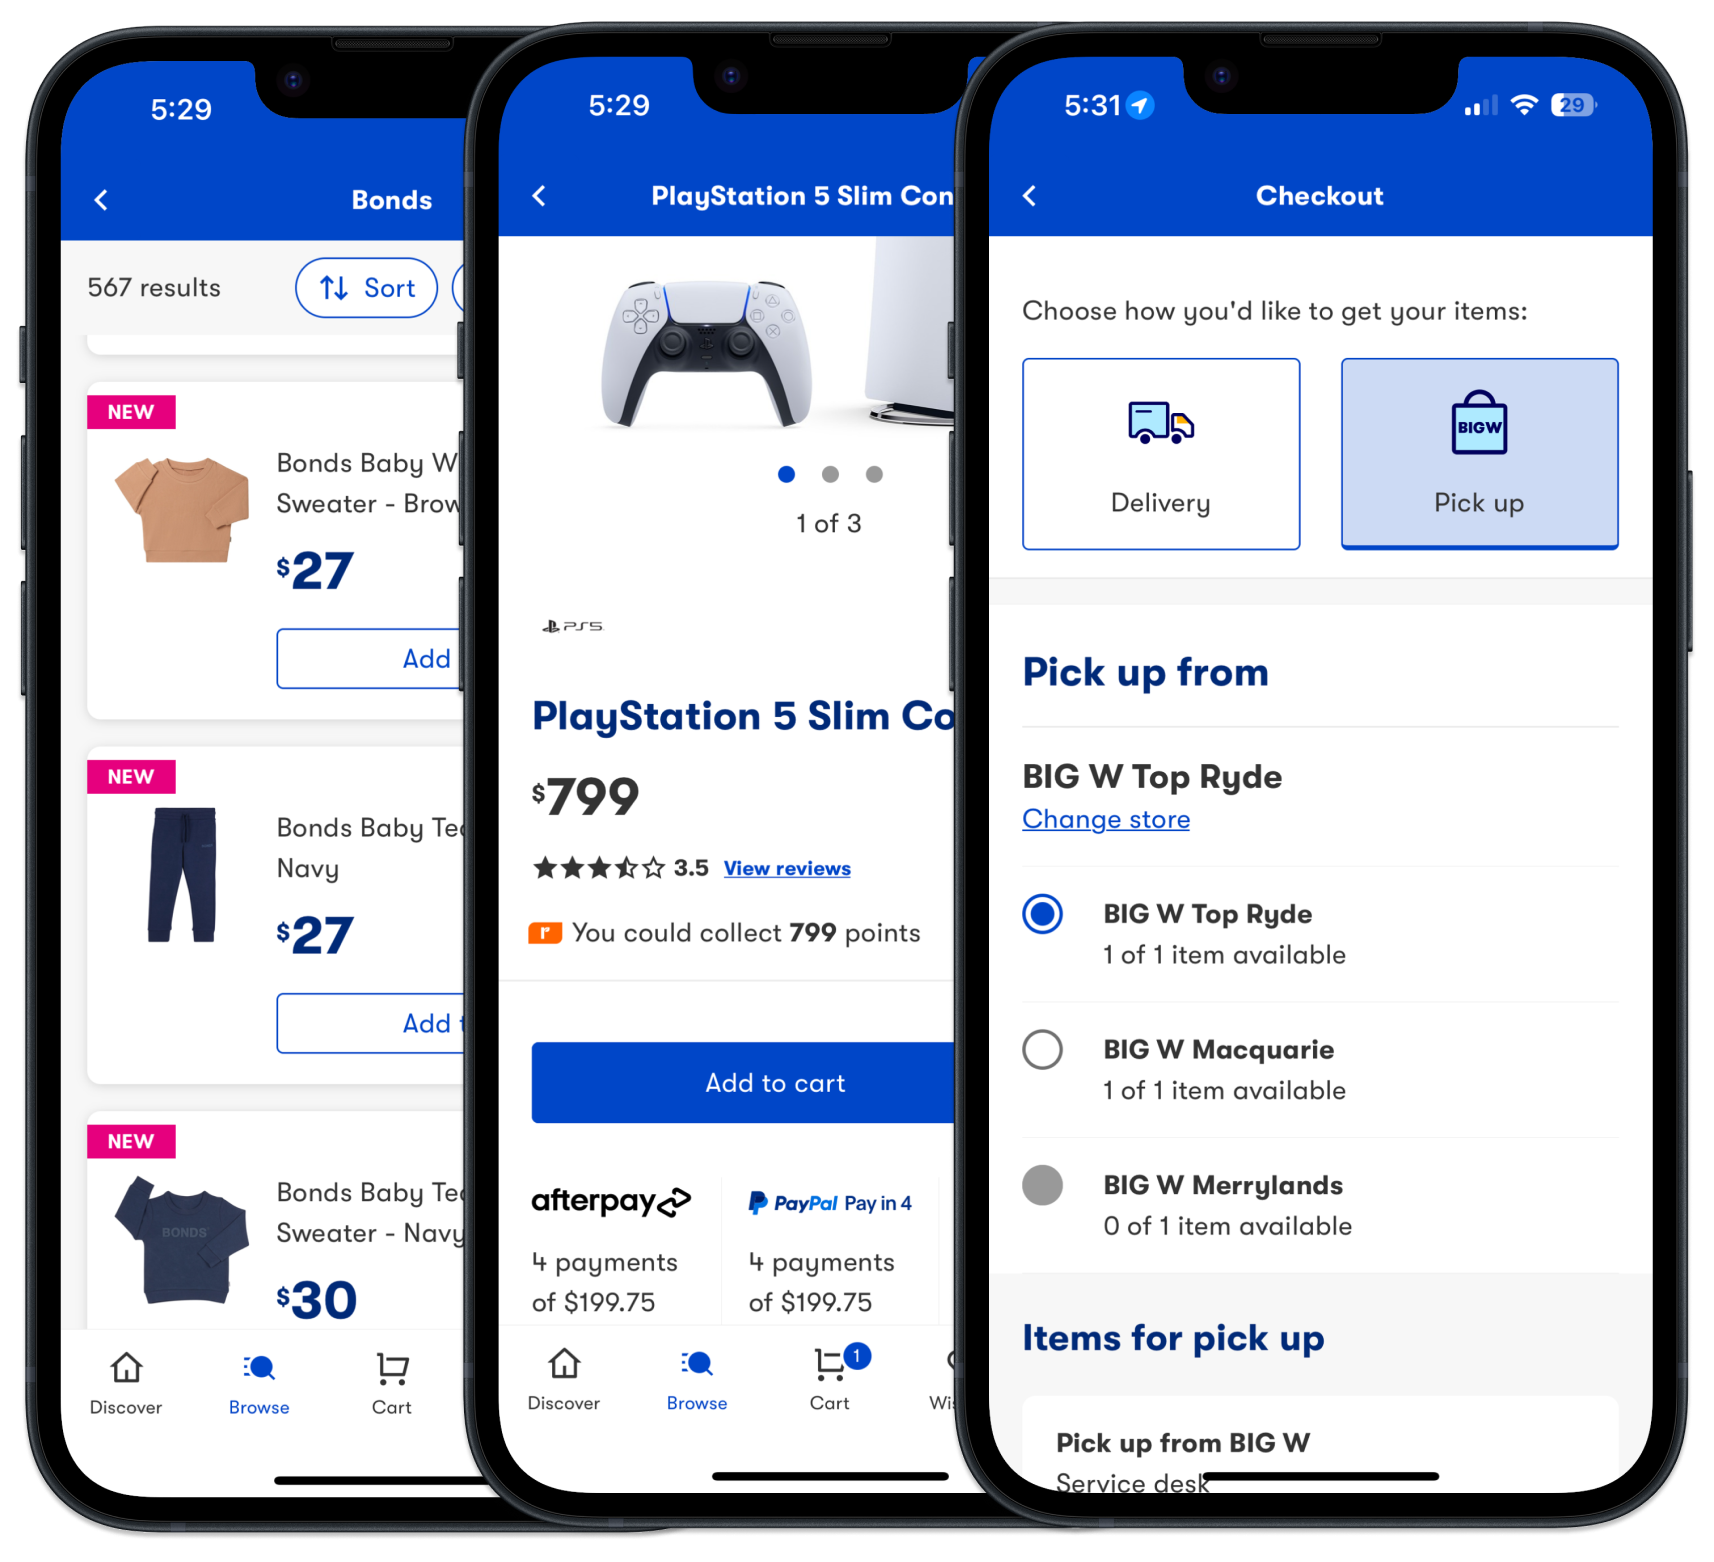 5:29
Bonds
567 results
Sort
NEW
Bonds Baby W
Sweater - Brow
$27
Add
NEW
Bonds Baby Tec
Navy
$27
Add t
NEW
BONDS
Bonds Baby Tec
Sweater - Navy
$30
Discover
Browse
Cart
5:29
PlayStation 5 Slim Con
1 of 3
PS5
PlayStation 5 Slim Co
$799
3.5 View reviews
r You could collect 799 points
Add to cart
afterpay
4 payments
of $199.75
PayPal Pay in 4
4 payments
of $199.75
Discover
Browse
1
Cart
Wis
5:31
29
Checkout
Choose how you'd like to get your items:
Delivery
BIGW
Pick up
Pick up from
BIG W Top Ryde
Change store
BIG W Top Ryde
1 of 1 item available
BIG W Macquarie
1 of 1 item available
BIG W Merrylands
0 of 1 item available
Items for pick up
Pick up from BIG W
Service desk